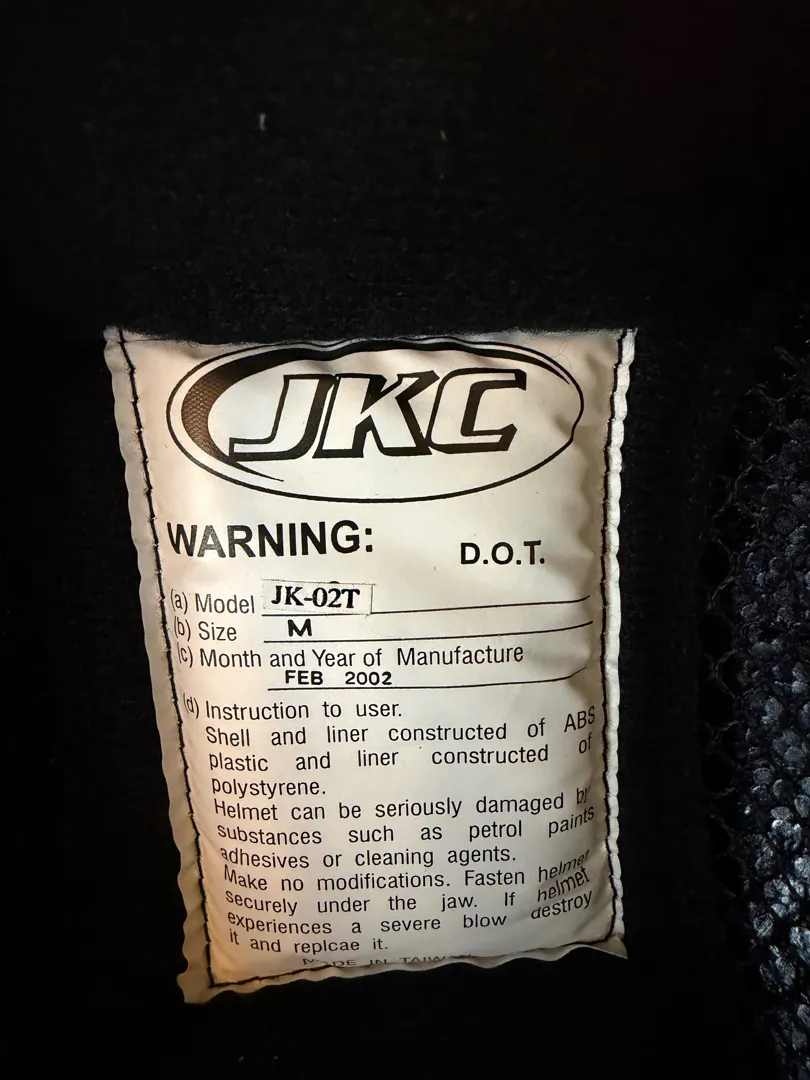 JKC
WARNING: D.O.T.
(a) Model JK-02T
(b) Size M
(c) Month and Year of Manufacture
FEB 2002
(d) Instruction to user.
Shell and liner constructed of ABS
plastic and liner constructed of
polystyrene.
Helmet can be seriously damaged by
substances such as petrol paints
adhesives or cleaning agents.
Make no modifications. Fasten helmet
securely under the jaw. If helmet
experiences a severe blow destroy
it and replcae it.
MADE IN TAIWAN